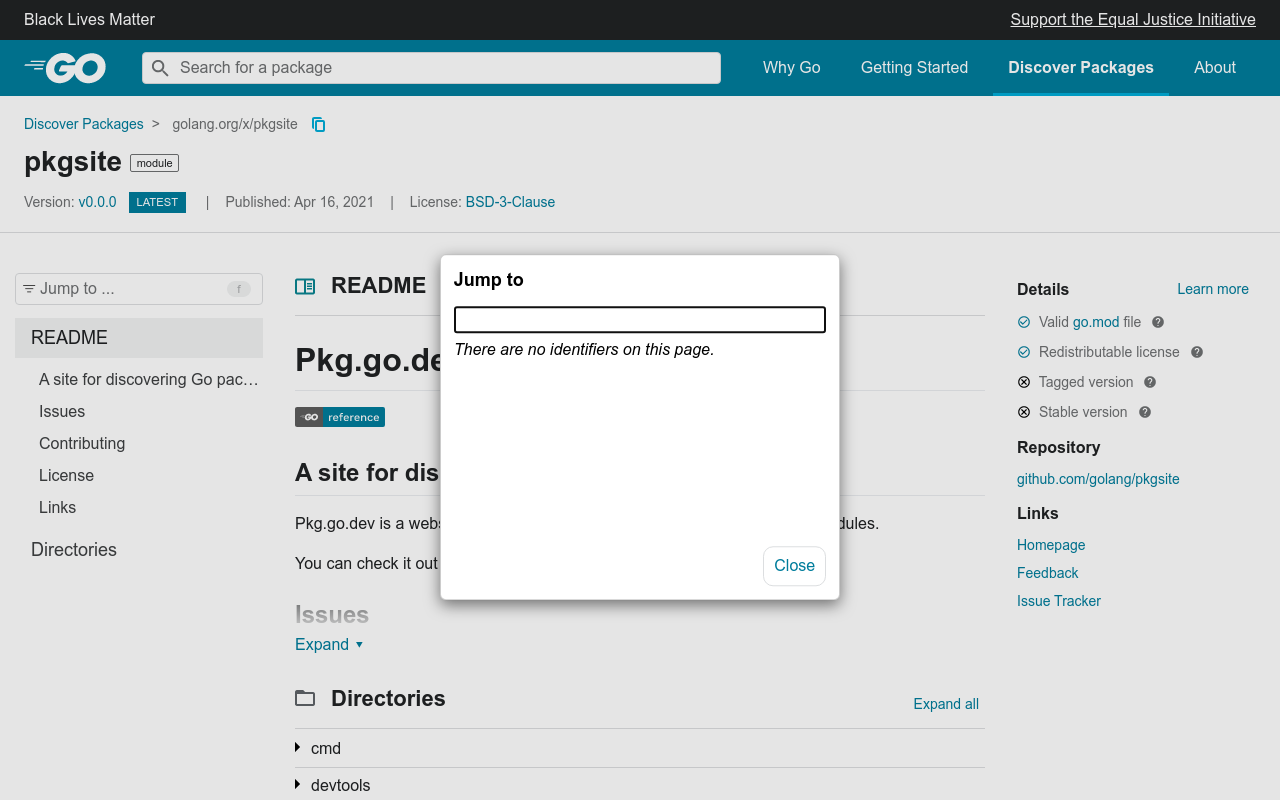 Black Lives Matter
Support the Equal Justice Initiative
GO
Search for a package
Why Go
Getting Started
Discover Packages
About
Discover Packages > golang.org/x/pkgsite
pkgsite module
Version: v0.0.0 LATEST | Published: Apr 16, 2021 | License: BSD-3-Clause
Jump to ... f
README
A site for discovering Go pac…
Issues
Contributing
License
Links
Directories
README
Pkg.go.de
GO reference
A site for dis
Pkg.go.dev is a webs
dules.
You can check it out
Issues
Expand
Directories
Expand all
cmd
devtools
Jump to
There are no identifiers on this page.
Close
Details
Learn more
Valid go.mod file ?
Redistributable license ?
Tagged version ?
Stable version ?
Repository
github.com/golang/pkgsite
Links
Homepage
Feedback
Issue Tracker